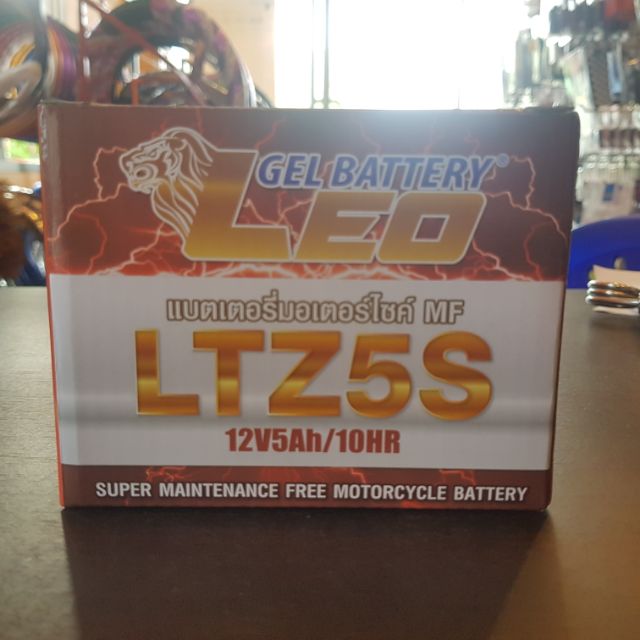 GEL BATTERY®
LEO
แบตเตอรี่มอเตอร์ไซค์ MF
LTZ5S
12V5Ah/10HR
SUPER MAINTENANCE FREE MOTORCYCLE BATTERY